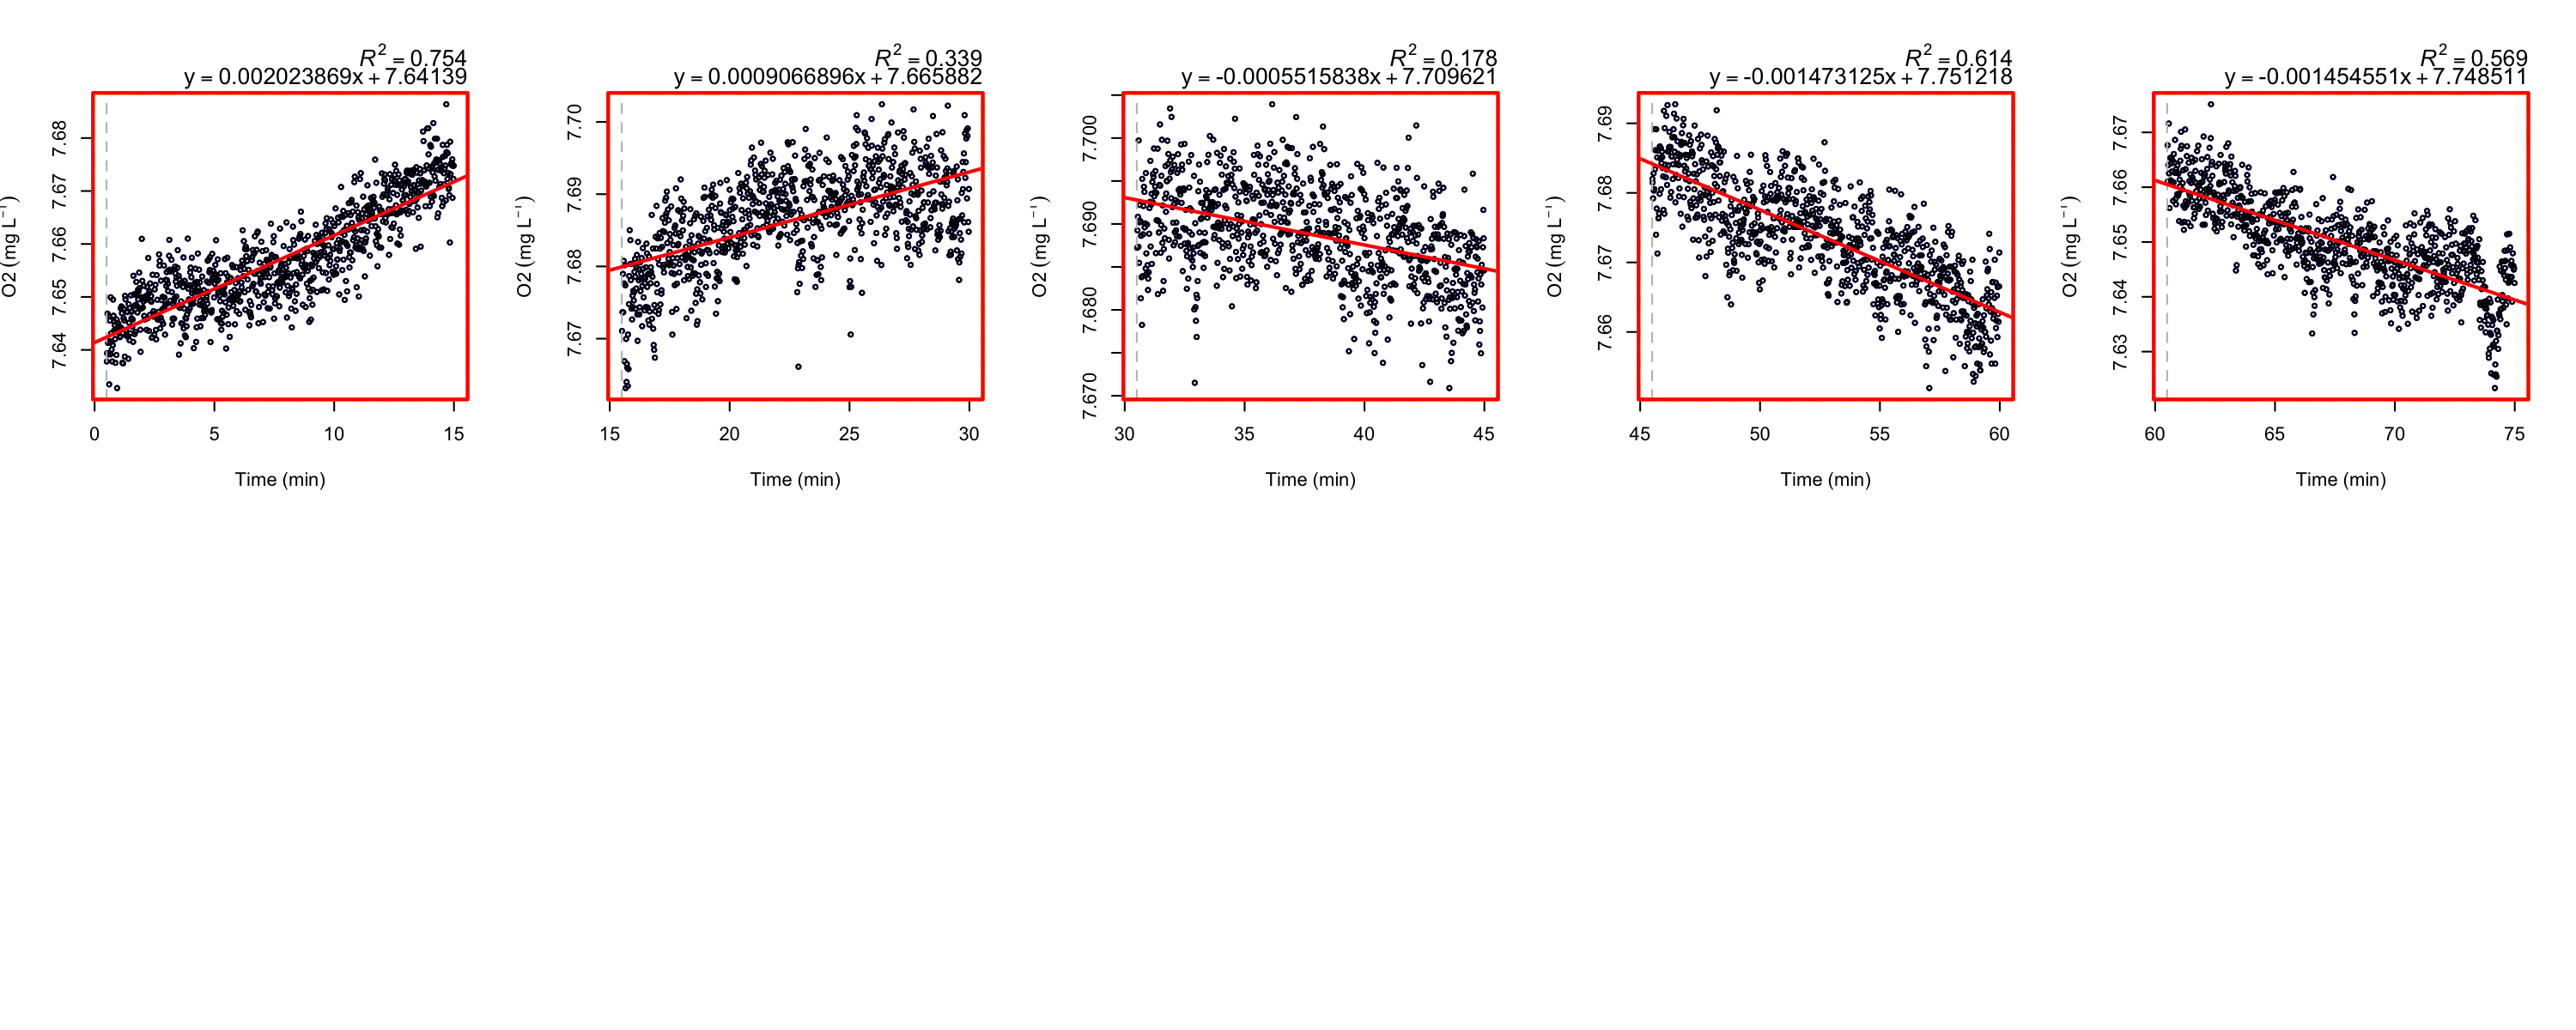 R² = 0.754
y = 0.002023869x + 7.64139
O2 (mg L⁻¹)
7.68
7.67
7.66
7.65
7.64
0 5 10 15
Time (min)
R² = 0.339
y = 0.0009066896x + 7.665882
O2 (mg L⁻¹)
7.70
7.69
7.68
7.67
15 20 25 30
Time (min)
R² = 0.178
y = -0.0005515838x + 7.709621
O2 (mg L⁻¹)
7.700
7.690
7.680
7.670
30 35 40 45
Time (min)
R² = 0.614
y = -0.001473125x + 7.751218
O2 (mg L⁻¹)
7.69
7.68
7.67
7.66
45 50 55 60
Time (min)
R² = 0.569
y = -0.001454551x + 7.748511
O2 (mg L⁻¹)
7.67
7.66
7.65
7.64
7.63
60 65 70 75
Time (min)